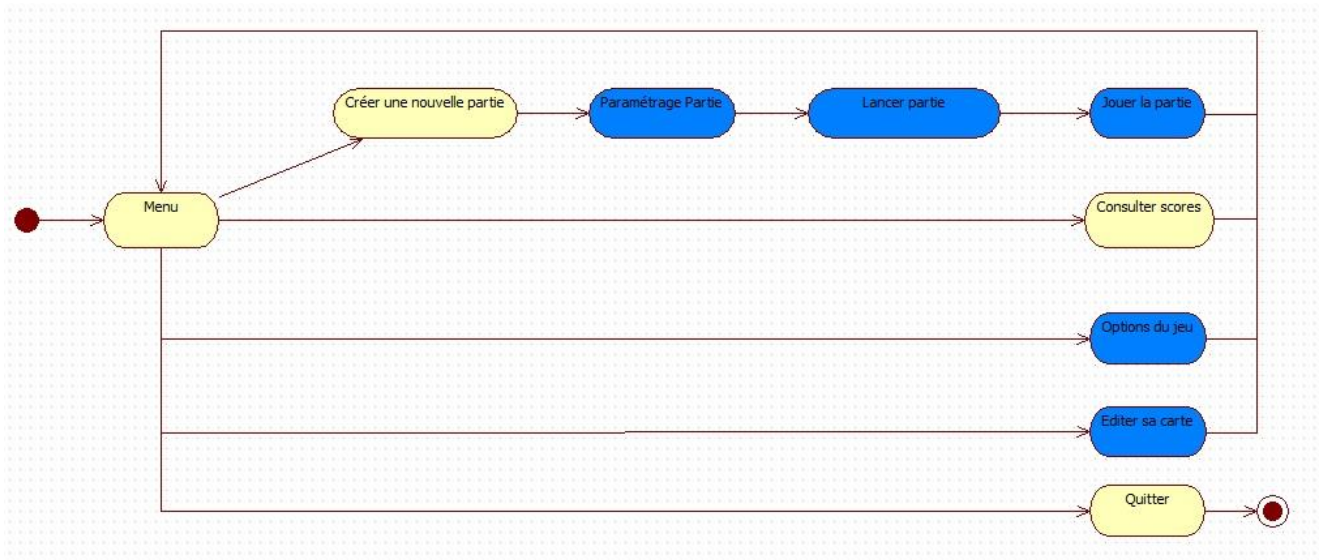 Créer une nouvelle partie
Paramétrage Partie
Lancer partie
Jouer la partie
Menu
Consulter scores
Options du jeu
Editer sa carte
Quitter